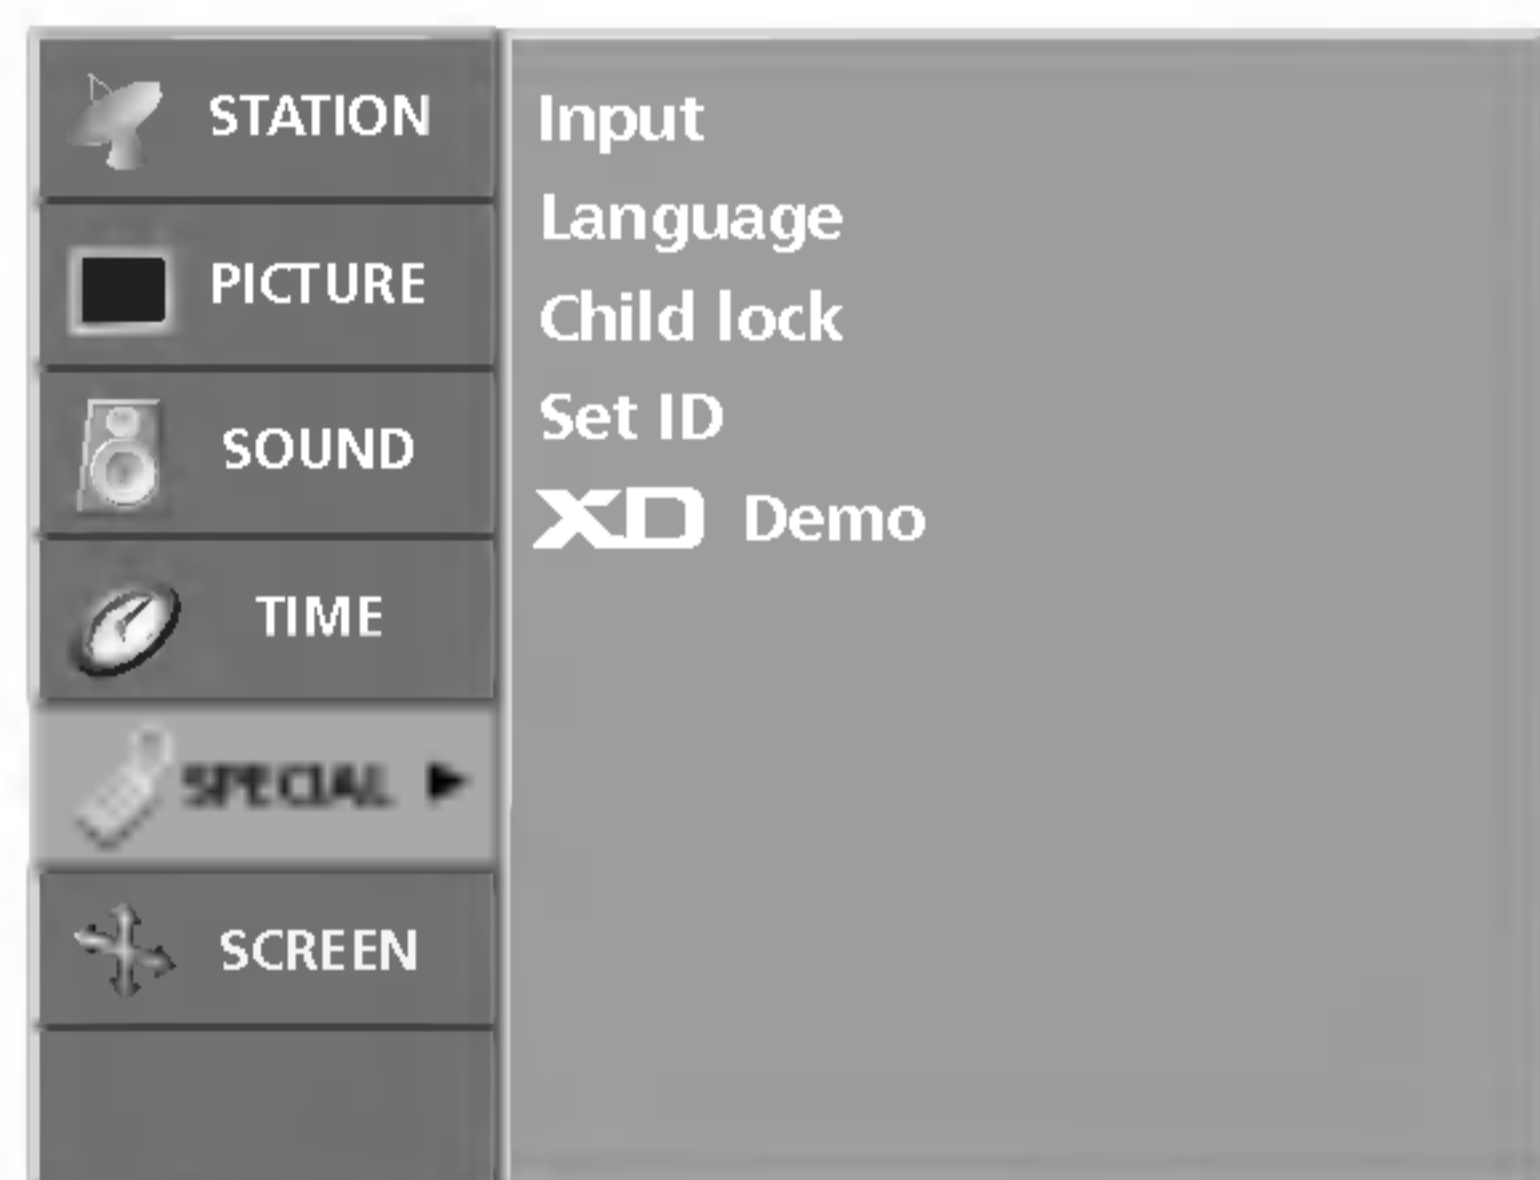 STATION
PICTURE
SOUND
TIME
SPECIAL
SCREEN
Input
Language
Child lock
Set ID
XD Demo